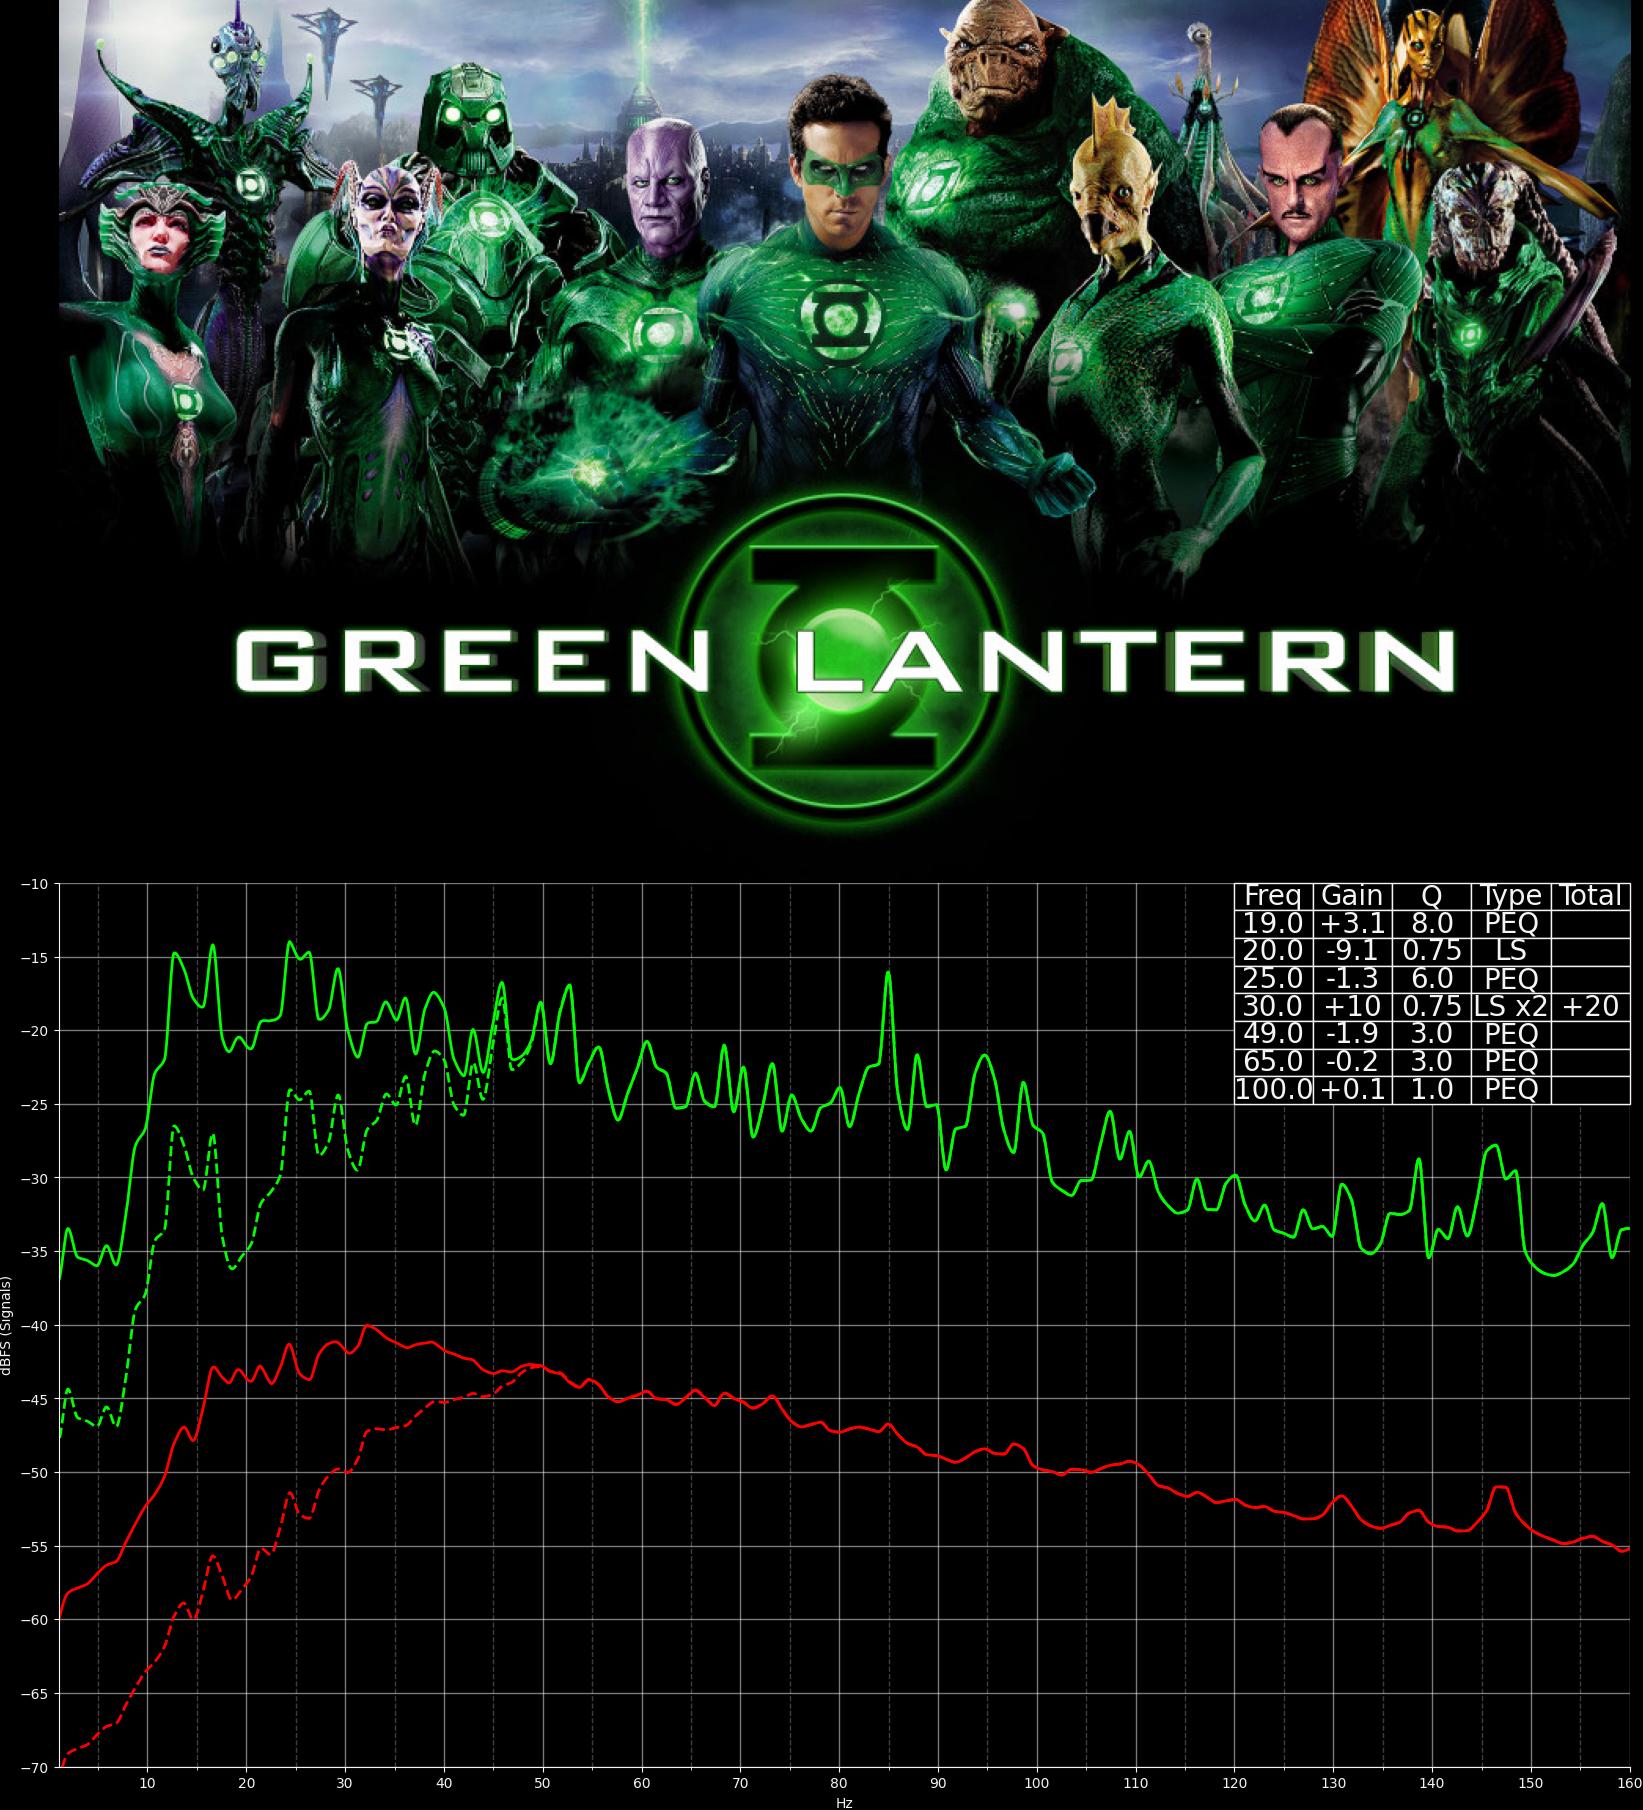 GREEN LANTERN
−10
−15
−20
−25
−30
−35
−40
−45
−50
−55
−60
−65
−70
dBFS (Signals)
Freq Gain Q Type Total
19.0 +3.1 8.0 PEQ
20.0 -9.1 0.75 LS
25.0 -1.3 6.0 PEQ
30.0 +10 0.75 LS x2 +20
49.0 -1.9 3.0 PEQ
65.0 -0.2 3.0 PEQ
100.0 +0.1 1.0 PEQ
10 20 30 40 50 60 70 80 90 100 110 120 130 140 150 160
Hz